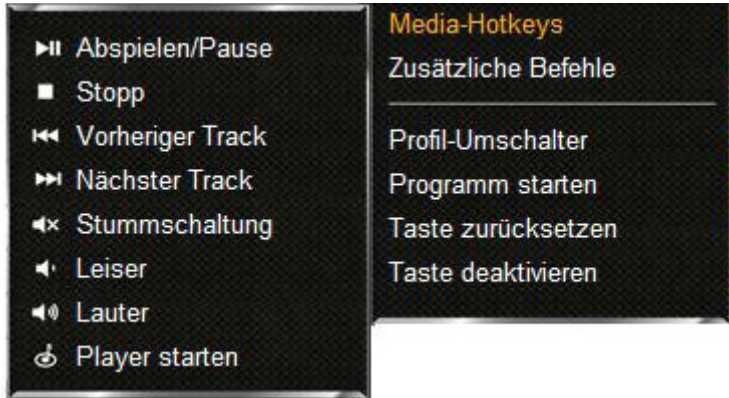 Abspielen/Pause
Stopp
Vorheriger Track
Nächster Track
Stummschaltung
Leiser
Lauter
Player starten
Media-Hotkeys
Zusätzliche Befehle
Profil-Umschalter
Programm starten
Taste zurücksetzen
Taste deaktivieren